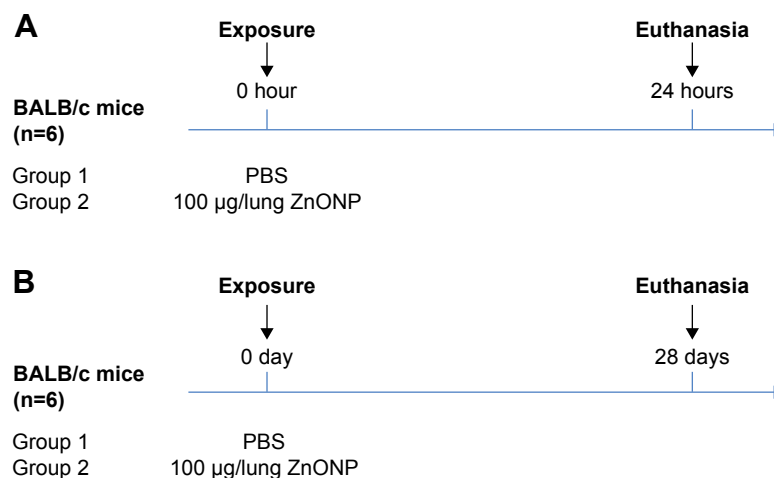 A
Exposure Euthanasia
0 hour 24 hours
BALB/c mice
(n=6)
Group 1 PBS
Group 2 100 µg/lung ZnONP
B
Exposure Euthanasia
0 day 28 days
BALB/c mice
(n=6)
Group 1 PBS
Group 2 100 µg/lung ZnONP